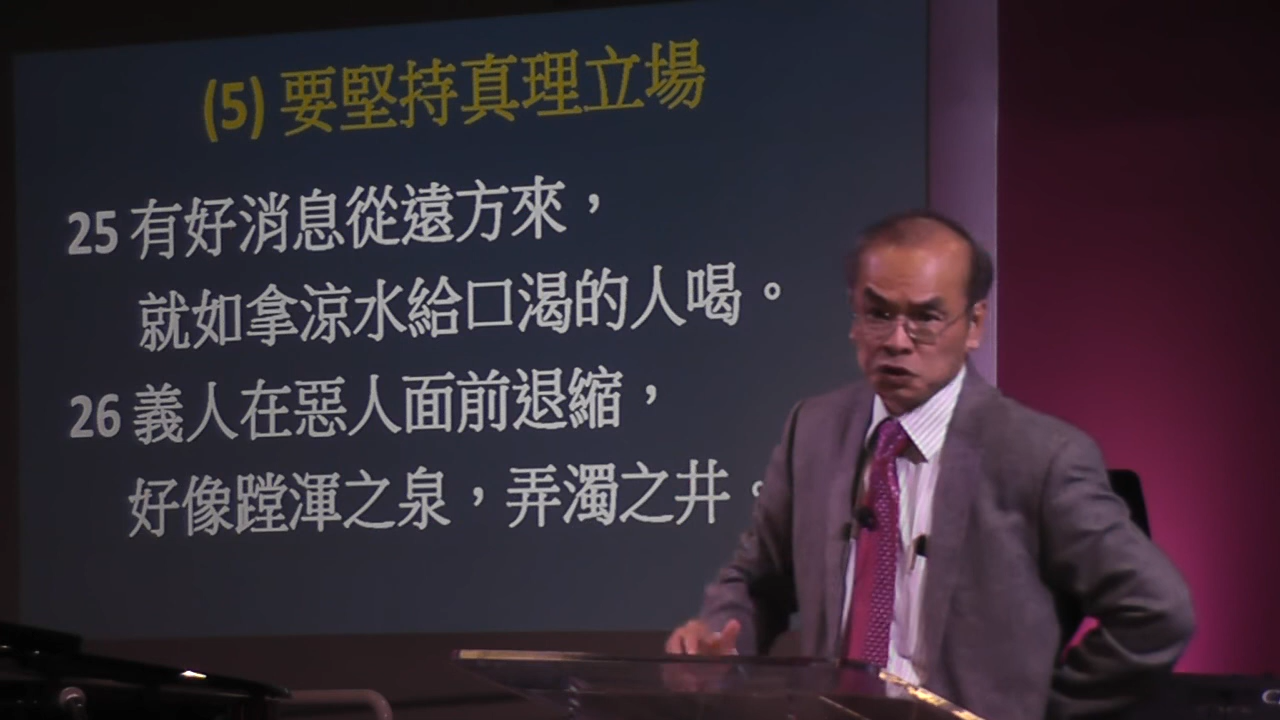 (5) 要堅持真理立場
25 有好消息從遠方來，
就如拿涼水給口渴的人喝。
26 義人在惡人面前退縮，
好像蹚渾之泉，弄濁之井。